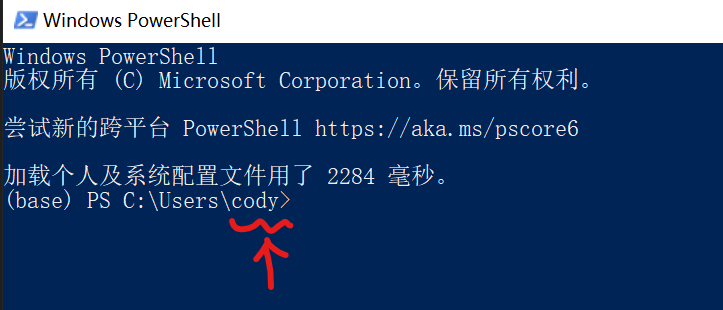 Windows PowerShell
Windows PowerShell
版权所有 (C) Microsoft Corporation。保留所有权利。
尝试新的跨平台 PowerShell https://aka.ms/pscore6
加载个人及系统配置文件用了 2284 毫秒。
(base) PS C:\Users\cody>